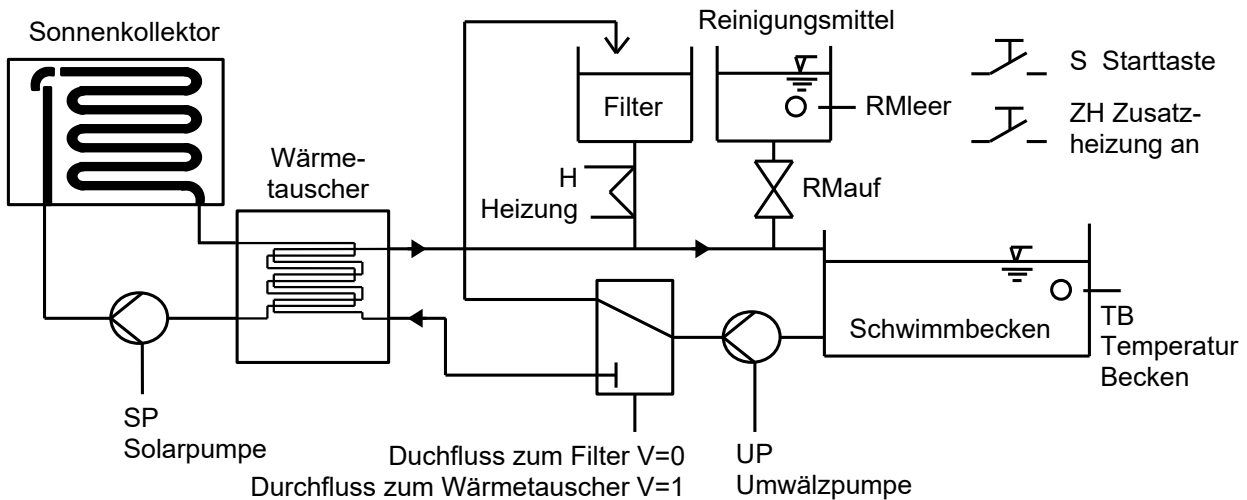 Reinigungsmittel
Sonnenkollektor
S Starttaste
Filter
RMleer
ZH Zusatz-
heizung an
Wärme-
tauscher
H
Heizung
RMauf
Schwimmbecken
TB
Temperatur
Becken
SP
Solarpumpe
Duchfluss zum Filter V=0
Durchfluss zum Wärmetauscher V=1
UP
Umwälzpumpe